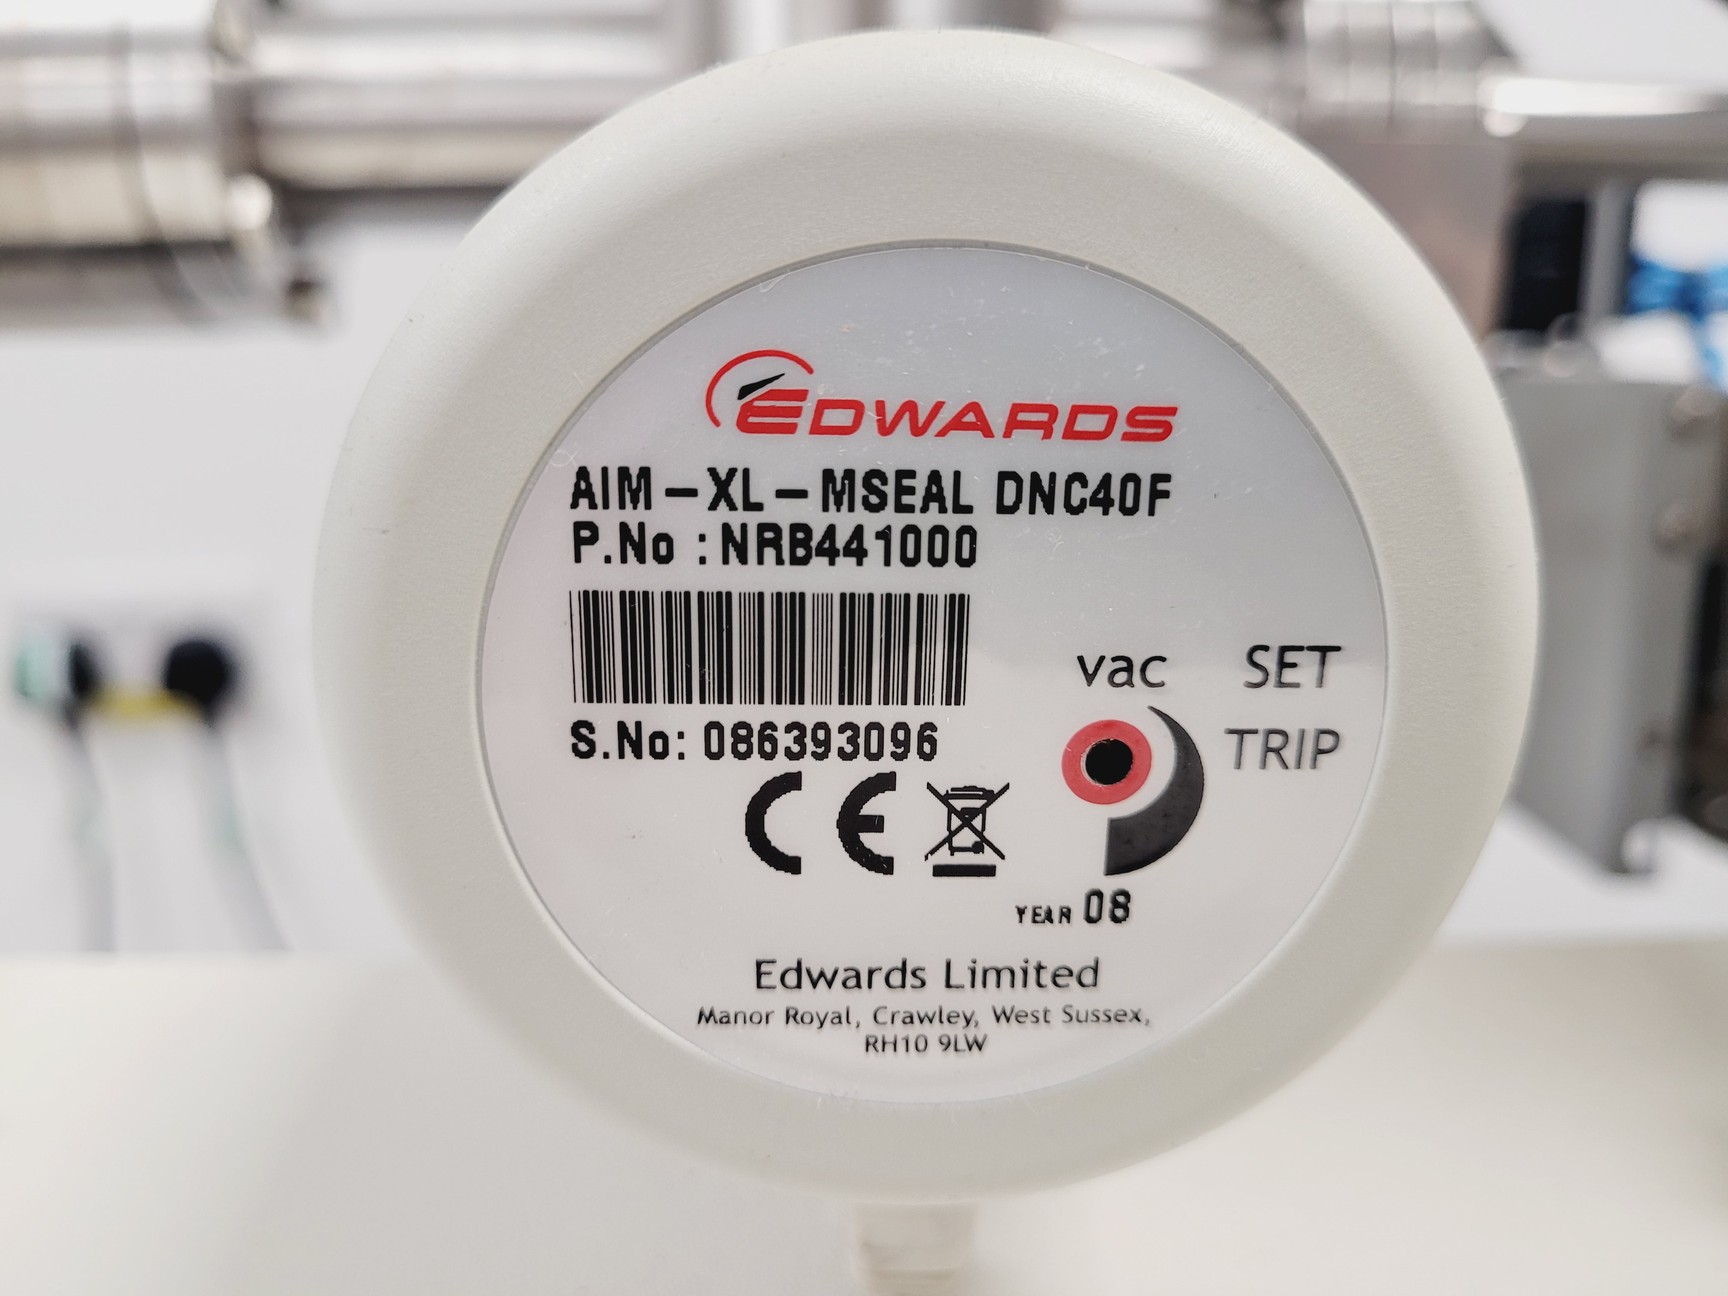 EDWARDS
AIM-XL-MSEAL DNC40F
P.No :NRB441000
S.No: 086393096
vac SET
TRIP
CE
YEAR 08
Edwards Limited
Manor Royal, Crawley, West Sussex,
RH10 9LW